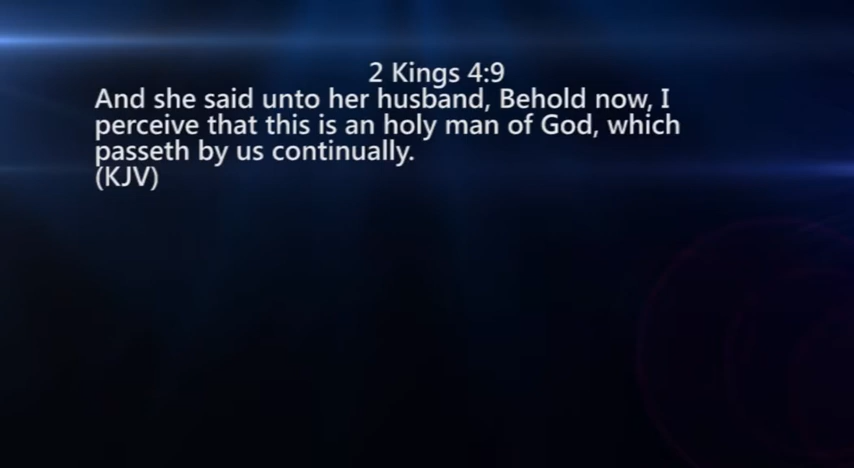 2 Kings 4:9
And she said unto her husband, Behold now, I
perceive that this is an holy man of God, which
passeth by us continually.
(KJV)